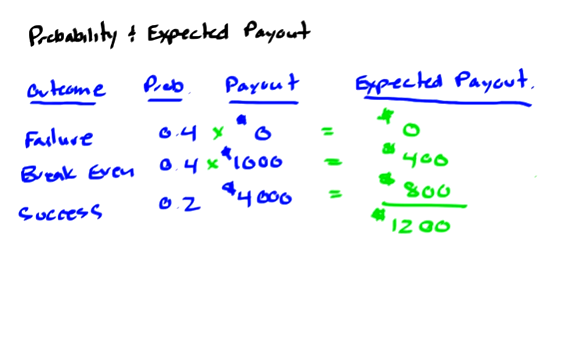 Probability & Expected Payout
Outcome Prob. Payout Expected Payout.
Failure 0.4 x $0 = $0
Break Even 0.4 x $1000 = $400
Success 0.2 $4000 = $800
$1200